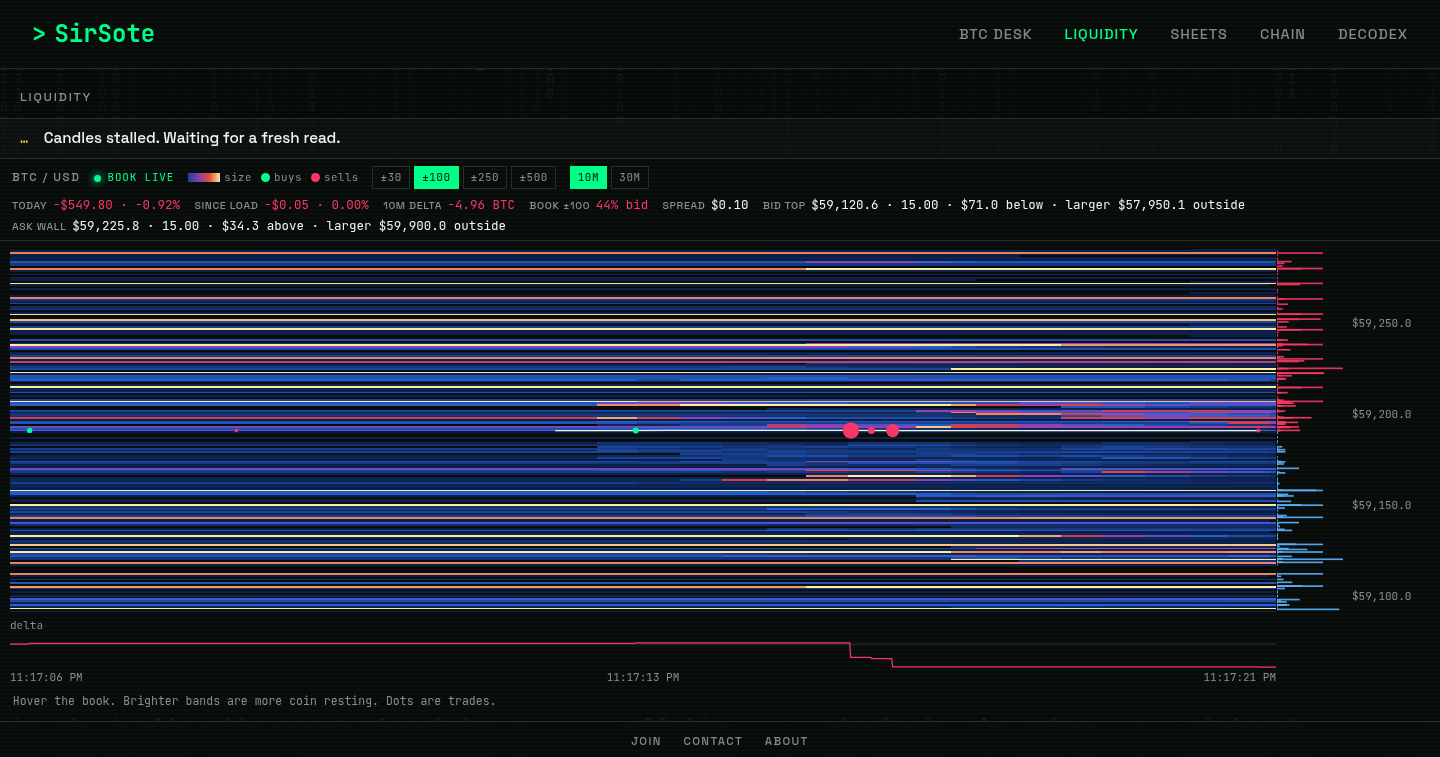 > SirSote
BTC DESK LIQUIDITY SHEETS CHAIN DECODEX
LIQUIDITY
… Candles stalled. Waiting for a fresh read.
BTC / USD BOOK LIVE size buys sells ±30 ±100 ±250 ±500 10M 30M
TODAY -$549.80 · -0.92% SINCE LOAD -$0.05 · 0.00% 10M DELTA -4.96 BTC BOOK ±100 44% bid SPREAD $0.10 BID TOP $59,120.6 · 15.00 · $71.0 below · larger $57,950.1 outside
ASK WALL $59,225.8 · 15.00 · $34.3 above · larger $59,900.0 outside
$59,250.0
$59,200.0
$59,150.0
$59,100.0
delta
11:17:06 PM 11:17:13 PM 11:17:21 PM
Hover the book. Brighter bands are more coin resting. Dots are trades.
JOIN CONTACT ABOUT